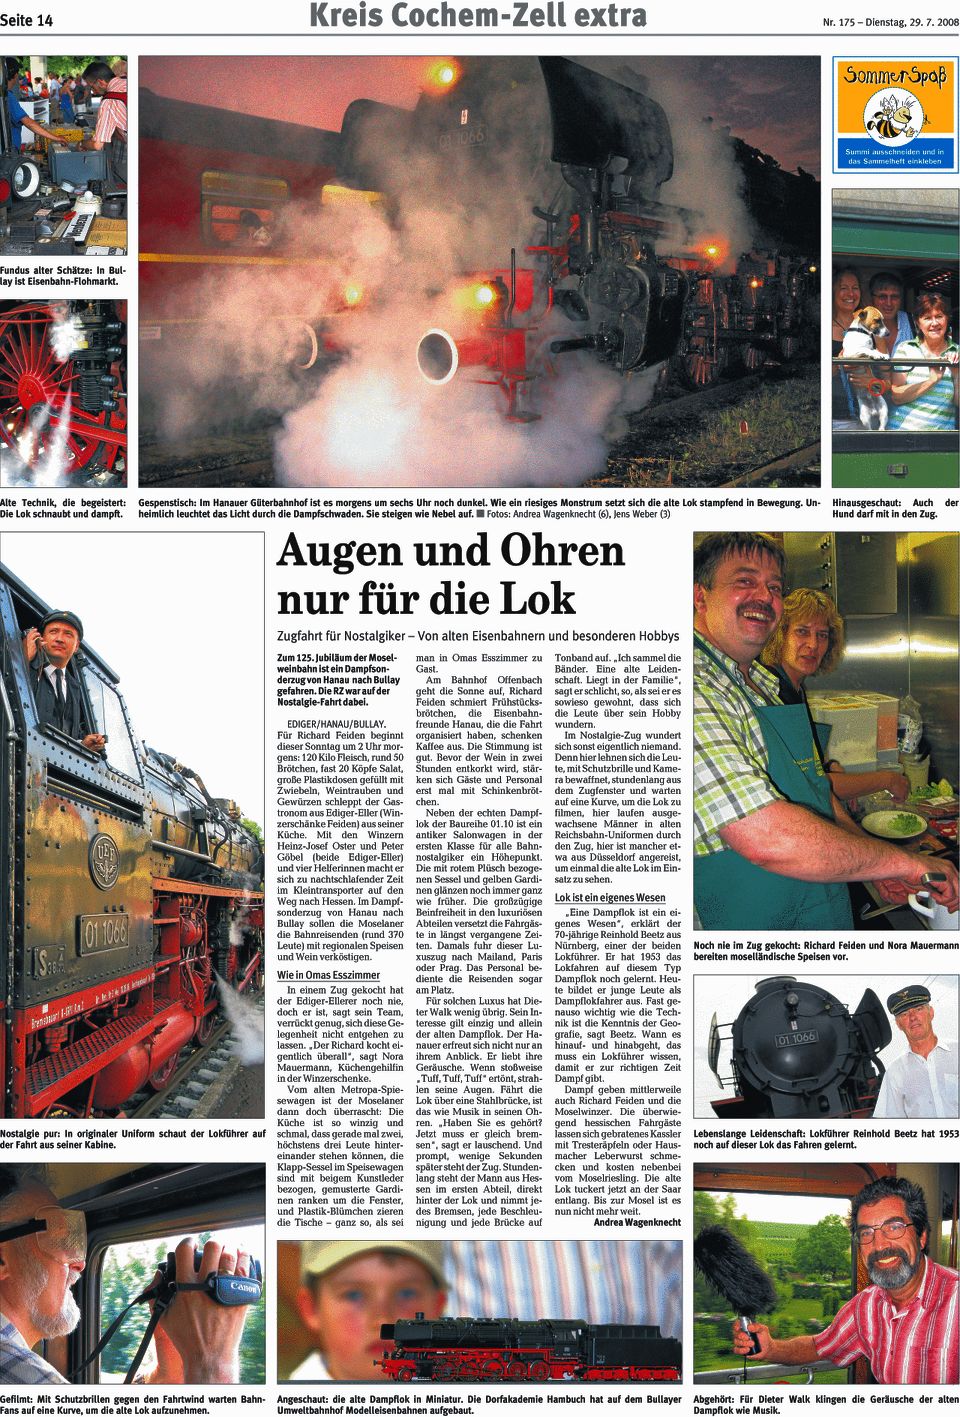 Seite 14
Kreis Cochem-Zell extra
Nr. 175 – Dienstag, 29. 7. 2008
SommerSpaß
Summi ausschneiden und in
das Sammelheft einkleben
01 1066
Fundus alter Schätze: In Bul-
lay ist Eisenbahn-Flohmarkt.
Alte Technik, die begeistert:
Die Lok schnaubt und dampft.
Gespenstisch: Im Hanauer Güterbahnhof ist es morgens um sechs Uhr noch dunkel. Wie ein riesiges Monstrum setzt sich die alte Lok stampfend in Bewegung. Un-
heimlich leuchtet das Licht durch die Dampfschwaden. Sie steigen wie Nebel auf. ■ Fotos: Andrea Wagenknecht (6), Jens Weber (3)
Hinausgeschaut: Auch der
Hund darf mit in den Zug.
Augen und Ohren
nur für die Lok
Zugfahrt für Nostalgiker – Von alten Eisenbahnern und besonderen Hobbys
Zum 125. Jubiläum der Mosel-
weinbahn ist ein Dampfson-
derzug von Hanau nach Bullay
gefahren. Die RZ war auf der
Nostalgie-Fahrt dabei.
EDIGER/HANAU/BULLAY.
Für Richard Feiden beginnt
dieser Sonntag um 2 Uhr mor-
gens: 120 Kilo Fleisch, rund 50
Brötchen, fast 20 Köpfe Salat,
große Plastikdosen gefüllt mit
Zwiebeln, Weintrauben und
Gewürzen schleppt der Gas-
tronom aus Ediger-Eller (Win-
zerschänke Feiden) aus seiner
Küche. Mit den Winzern
Heinz-Josef Oster und Peter
Göbel (beide Ediger-Eller)
und vier Helferinnen macht er
sich zu nachtschlafender Zeit
im Kleintransporter auf den
Weg nach Hessen. Im Dampf-
sonderzug von Hanau nach
Bullay sollen die Moselaner
die Bahnreisenden (rund 370
Leute) mit regionalen Speisen
und Wein verköstigen.
Wie in Omas Esszimmer
In einem Zug gekocht hat
der Ediger-Ellerer noch nie,
doch er ist, sagt sein Team,
verrückt genug, sich diese Ge-
legenheit nicht entgehen zu
lassen. „Der Richard kocht ei-
gentlich überall“, sagt Nora
Mauermann, Küchengehilfin
in der Winzerschenke.
Vom alten Metropa-Spie-
sewagen ist der Moselaner
dann doch überrascht: Die
Küche ist so winzig und
schmal, dass gerade mal zwei,
höchstens drei Leute hinter-
einander stehen können, die
Klapp-Sessel im Speisewagen
sind mit beigem Kunstleder
bezogen, gemusterte Gardi-
nen ranken um die Fenster,
und Plastik-Blümchen zieren
die Tische – ganz so, als sei
man in Omas Esszimmer zu
Gast.
Am Bahnhof Offenbach
geht die Sonne auf, Richard
Feiden schmiert Frühstücks-
brötchen, die Eisenbahn-
freunde Hanau, die die Fahrt
organisiert haben, schenken
Kaffee aus. Die Stimmung ist
gut. Bevor der Wein in zwei
Stunden entkorkt wird, stär-
ken sich Gäste und Personal
erst mal mit Schinkenbröt-
chen.
Neben der echten Dampf-
lok der Baureihe 01.10 ist ein
antiker Salonwagen in der
ersten Klasse für alle Bahn-
nostalgiker ein Höhepunkt.
Die mit rotem Plüsch bezoge-
nen Sessel und gelben Gardi-
nen glänzen noch immer ganz
wie früher. Die großzügige
Beinfreiheit in den luxuriösen
Abteilen versetzt die Fahrgäs-
te in längst vergangene Zei-
ten. Damals fuhr dieser Lu-
xuszug nach Mailand, Paris
oder Prag. Das Personal be-
diente die Reisenden sogar
am Platz.
Für solchen Luxus hat Die-
ter Walk wenig übrig. Sein In-
teresse gilt einzig und allein
der alten Dampflok. Der Ha-
nauer erfreut sich nicht nur an
ihrem Anblick. Er liebt ihre
Geräusche. Wenn stoßweise
„Tuff, Tuff, Tuff“ ertönt, strah-
len seine Augen. Fährt die
Lok über eine Stahlbrücke, ist
das wie Musik in seinen Oh-
ren. „Haben Sie es gehört?
Jetzt muss er gleich brem-
sen“, sagt er lauschend. Und
prompt, wenige Sekunden
später steht der Zug. Stunden-
lang steht der Mann aus Hes-
sen im ersten Abteil, direkt
hinter der Lok und nimmt je-
des Bremsen, jede Beschleu-
nigung und jede Brücke auf
Tonband auf. „Ich sammel die
Bänder. Eine alte Leiden-
schaft. Liegt in der Familie“,
sagt er schlicht, so, als sei er es
sowieso gewohnt, dass sich
die Leute über sein Hobby
wundern.
Im Nostalgie-Zug wundert
sich sonst eigentlich niemand.
Denn hier lehnen sich die Leu-
te, mit Schutzbrille und Kame-
ra bewaffnet, stundenlang aus
dem Zugfenster und warten
auf eine Kurve, um die Lok zu
filmen, hier laufen ausge-
wachsene Männer in alten
Reichsbahn-Uniformen durch
den Zug, hier ist mancher et-
wa aus Düsseldorf angereist,
um einmal die alte Lok im Ein-
satz zu sehen.
Lok ist ein eigenes Wesen
„Eine Dampflok ist ein ei-
genes Wesen“, erklärt der
70-jährige Reinhold Beetz aus
Nürnberg, einer der beiden
Lokführer. Er hat 1953 das
Lokfahren auf diesem Typ
Dampflok noch gelernt. Heu-
te bildet er junge Leute als
Dampflokfahrer aus. Fast ge-
nauso wichtig wie die Tech-
nik ist die Kenntnis der Geo-
grafie, sagt Beetz. Wann es
hinauf- und hinabgeht, das
muss ein Lokführer wissen,
damit er zur richtigen Zeit
Dampf gibt.
Dampf geben mittlerweile
auch Richard Feiden und die
Moselwinzer. Die überwie-
gend hessischen Fahrgäste
lassen sich gebratenes Kassler
mit Tresteräpfeln oder Haus-
macher Leberwurst schme-
cken und kosten nebenbei
vom Moselriesling. Die alte
Lok tuckert jetzt an der Saar
entlang. Bis zur Mosel ist es
nun nicht mehr weit.
Andrea Wagenknecht
UEF
01 1066
Nostalgie pur: In originaler Uniform schaut der Lokführer auf
der Fahrt aus seiner Kabine.
Noch nie im Zug gekocht: Richard Feiden und Nora Mauermann
bereiten moselländische Speisen vor.
01 1066
Lebenslange Leidenschaft: Lokführer Reinhold Beetz hat 1953
noch auf dieser Lok das Fahren gelernt.
Canon
Gefilmt: Mit Schutzbrillen gegen den Fahrtwind warten Bahn-
Fans auf eine Kurve, um die alte Lok aufzunehmen.
Angeschaut: die alte Dampflok in Miniatur. Die Dorfakademie Hambuch hat auf dem Bullayer
Umweltbahnhof Modelleisenbahnen aufgebaut.
Abgehört: Für Dieter Walk klingen die Geräusche der alten
Dampflok wie Musik.